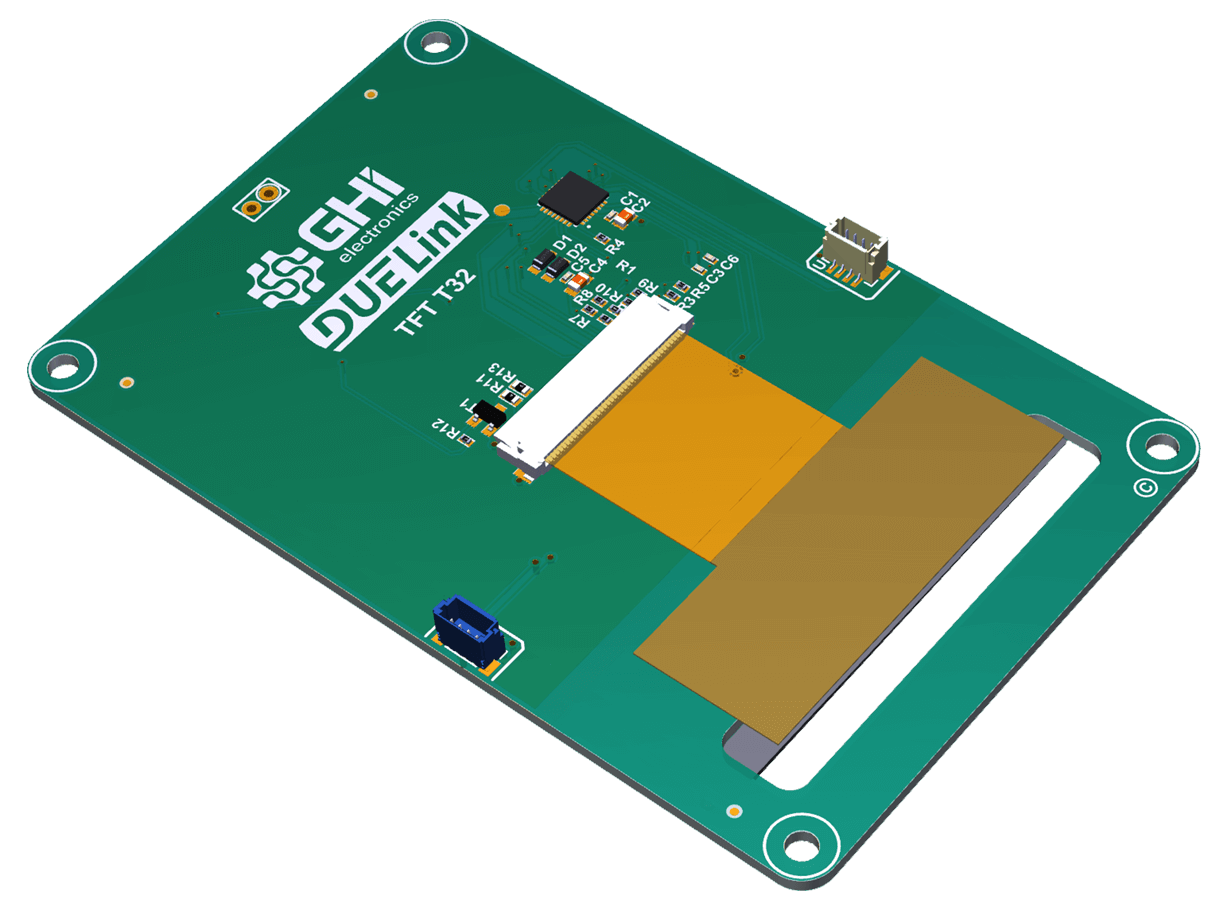 GHI
electronics
DUELink
TFT T32
C1
C2
R4
D1
D2
C5
C4
R1
R9
R10
R8
R7
R3
R5
C3
C6
U
R13
R11
T1
R12
©